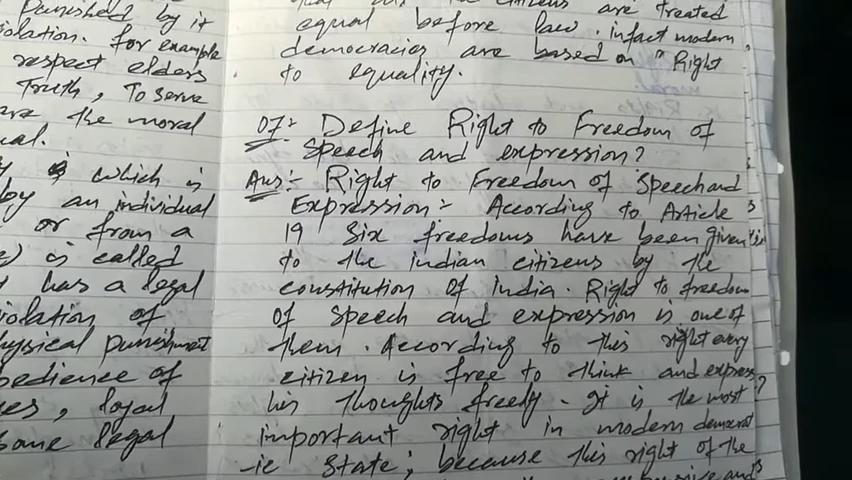 Punished by it
violation. for example
respect elders
Truth, To serve
are the moral
which is
by an individual
or from a
is called
has a legal
violation of
physical punishment
bedience of
loyal
some legal
citizens are treated
equal before law. infact modern
democracies are based on "Right
to equality.
07:- Define Right to Freedom of
Speech and expression?
Ans:- Right to Freedom of Speech and
Expression:- According to Article
19 Six freedoms have been given
to the indian citizens by the
constitution of india. Right to freedom
of speech and expression is one of
them. According to this right every
citizen is free to think and express
his thoughts freely. It is the most
important right in modern democrat
-ic State; because this right of the